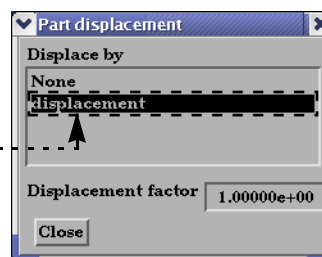 Part displacement
Displace by
None
displacement
Displacement factor 1.00000e+00
Close